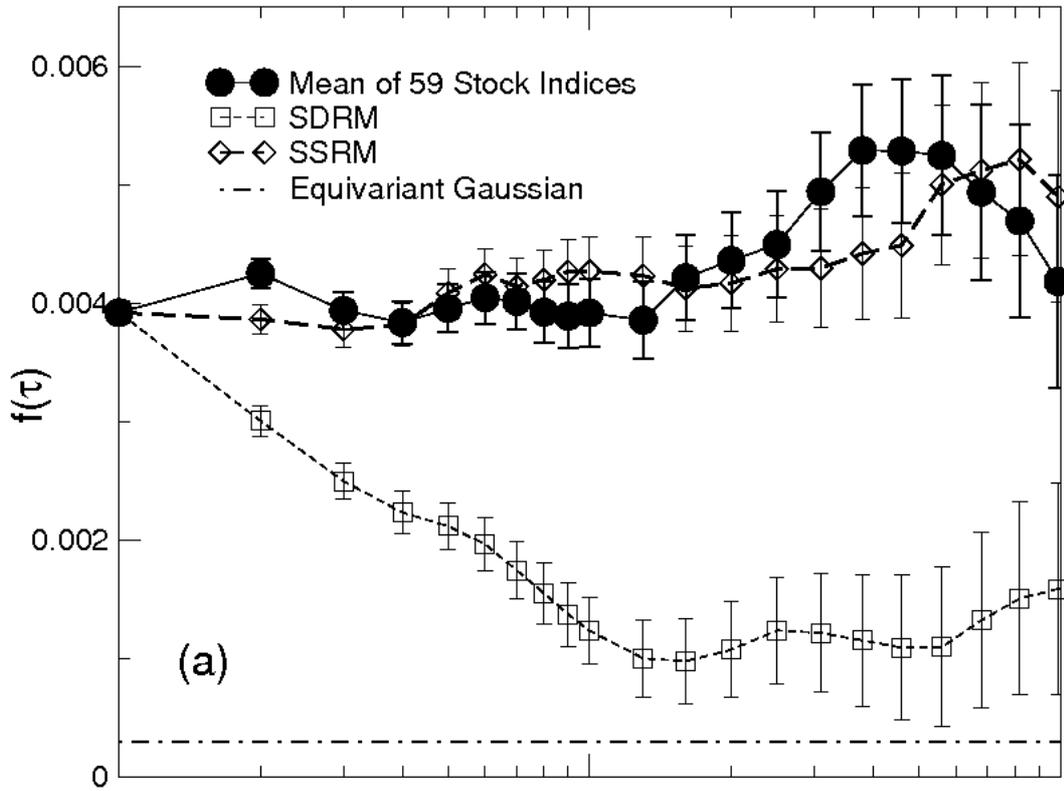 0.006
Mean of 59 Stock Indices
SDRM
SSRM
Equivariant Gaussian
0.004
f(τ)
0.002
(a)
0